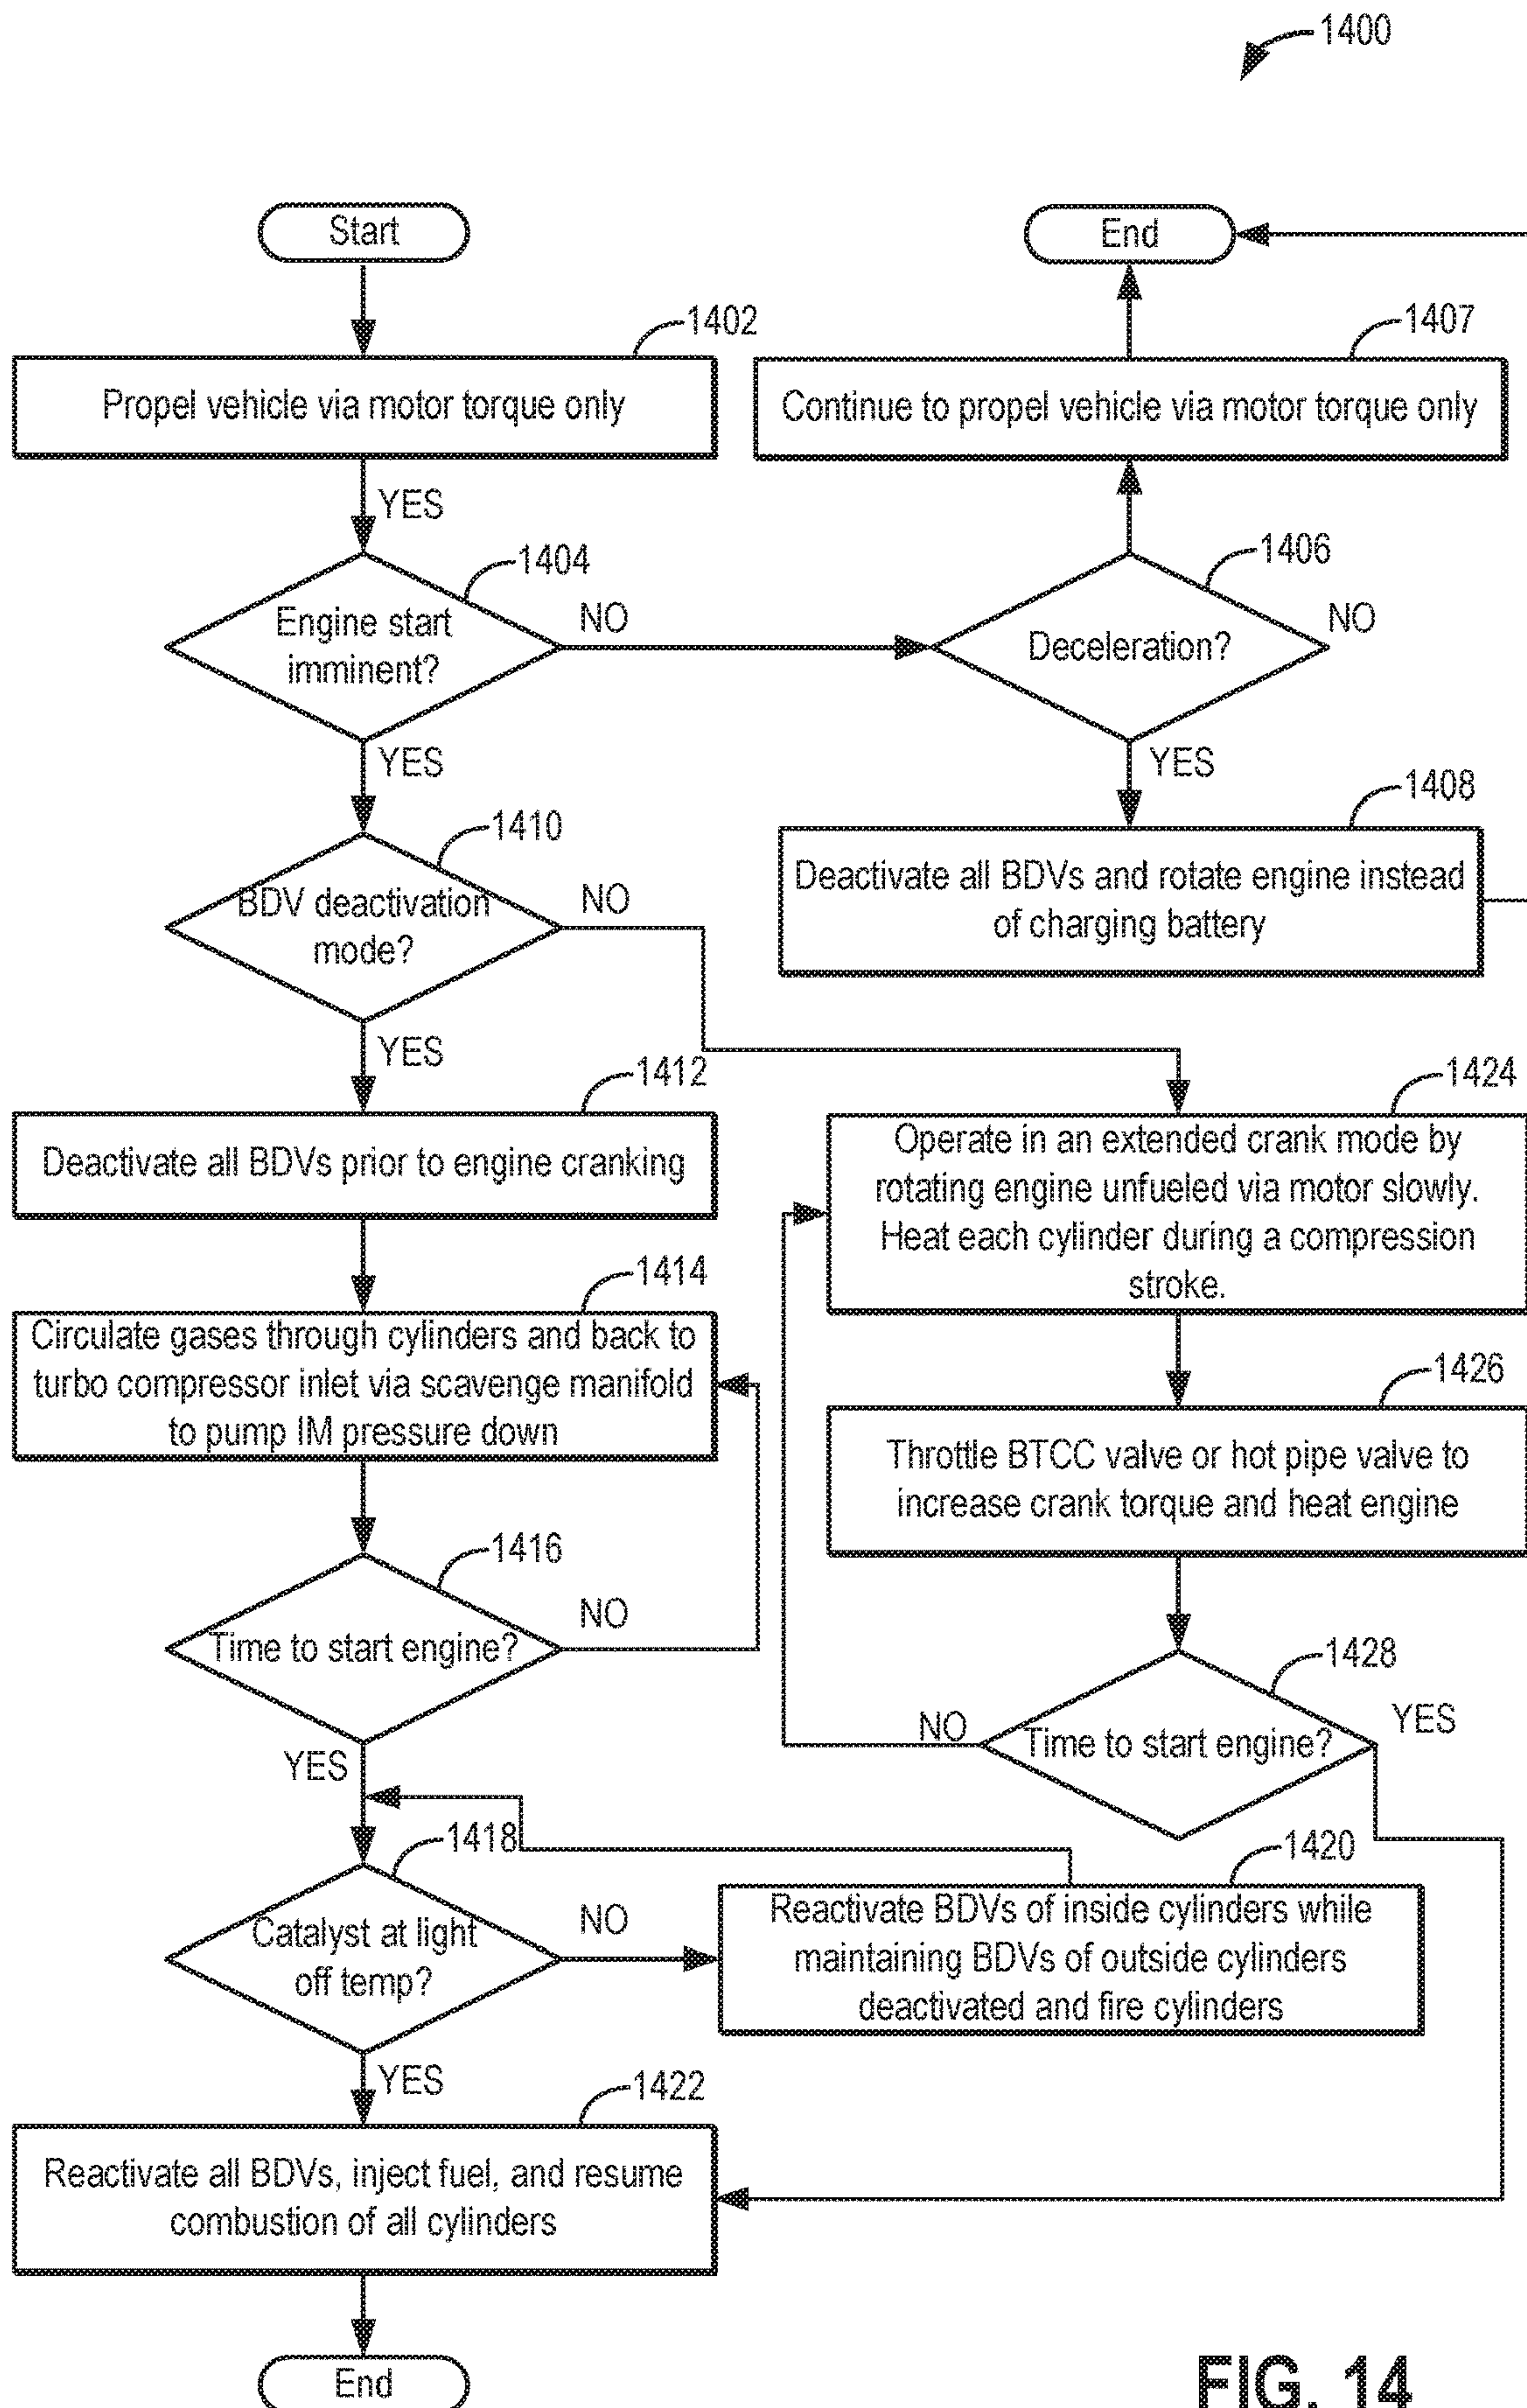 1400
Start
End
1402
1407
Propel vehicle via motor torque only
Continue to propel vehicle via motor torque only
YES
1404
1406
Engine start
imminent?
NO
Deceleration?
NO
YES
YES
1410
1408
BDV deactivation
mode?
NO
Deactivate all BDVs and rotate engine instead
of charging battery
YES
1412
1424
Deactivate all BDVs prior to engine cranking
Operate in an extended crank mode by
rotating engine unfueled via motor slowly.
Heat each cylinder during a compression
stroke.
1414
Circulate gases through cylinders and back to
turbo compressor inlet via scavenge manifold
to pump IM pressure down
1426
Throttle BTCC valve or hot pipe valve to
increase crank torque and heat engine
1416
Time to start engine?
NO
1428
Time to start engine?
NO
YES
YES
1418
1420
Catalyst at light
off temp?
NO
Reactivate BDVs of inside cylinders while
maintaining BDVs of outside cylinders
deactivated and fire cylinders
YES
1422
Reactivate all BDVs, inject fuel, and resume
combustion of all cylinders
End
FIG. 14